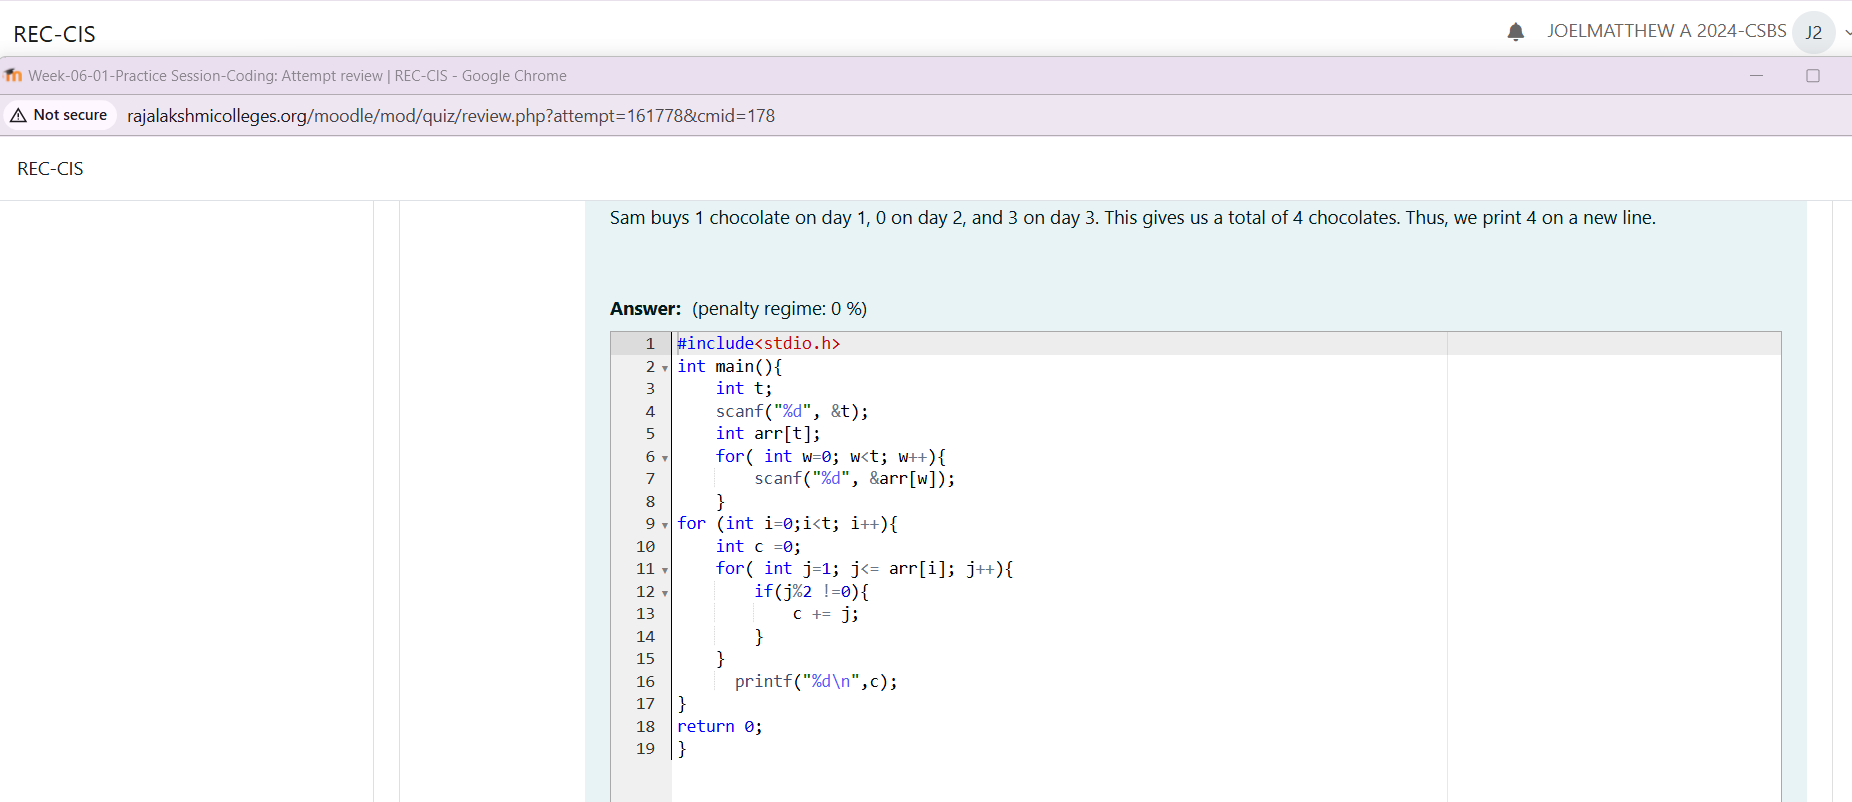 REC-CIS
JOELMATTHEW A 2024-CSBS J2
Week-06-01-Practice Session-Coding: Attempt review | REC-CIS - Google Chrome
Not secure rajalakshmicolleges.org/moodle/mod/quiz/review.php?attempt=161778&cmid=178
REC-CIS
Sam buys 1 chocolate on day 1, 0 on day 2, and 3 on day 3. This gives us a total of 4 chocolates. Thus, we print 4 on a new line.
Answer: (penalty regime: 0 %)
1 #include<stdio.h>
2 int main(){
3     int t;
4     scanf("%d", &t);
5     int arr[t];
6     for( int w=0; w<t; w++){
7         scanf("%d", &arr[w]);
8     }
9 for (int i=0;i<t; i++){
10     int c =0;
11     for( int j=1; j<= arr[i]; j++){
12         if(j%2 !=0){
13             c += j;
14         }
15     }
16       printf("%d\n",c);
17 }
18 return 0;
19 }